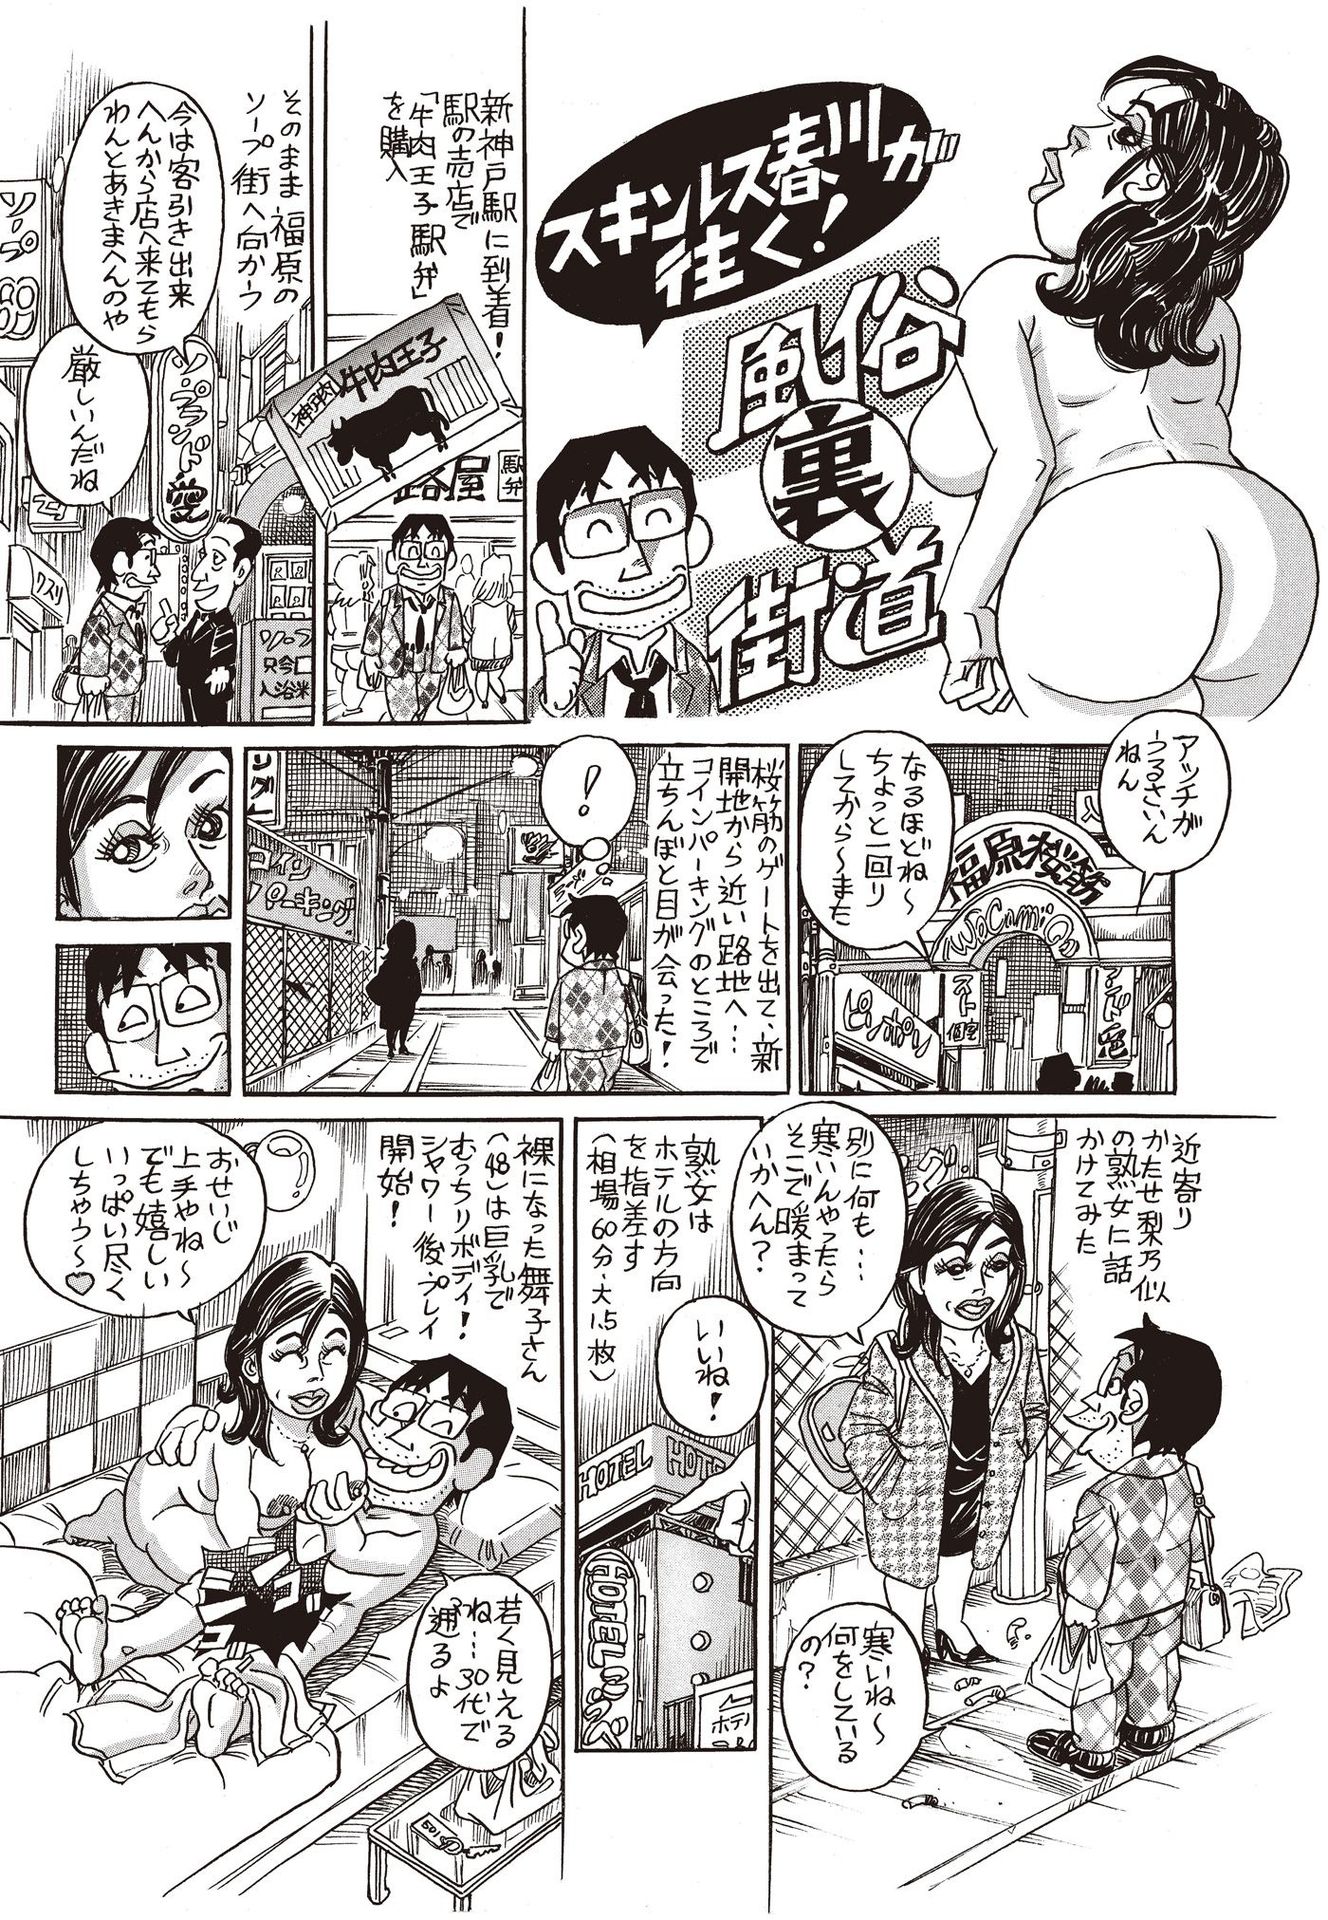 スキンレス春川が
往く!
風俗
裏
街道
新神戸駅に到着!
駅の売店で
「牛肉王子駅弁」
を購入
神戸肉
牛肉王子
駅弁
そのまま福原の
ソープ街へ向かう
今は客引き出来
へんから店へ来てもら
わんとあきまへんのや
厳しいんだね
ソープ
クスリ
只今
入浴
アッチが
うるさいん
ねん
なるほどね~
ちょっと一回り
してから~また
福原桜筋
ピンポリ
桜筋のゲートを出て、新
開地から近い路地へ…
コインパーキングのところで
立ちんぼと目が会った!
!
コイン
パーキング
近寄り
かたせ梨乃似
の熟女に話
かけてみた
寒いね~
何をしている
の?
別に何も…
寒いんやったら
そこで暖まって
いかへん?
熟女は
ホテルの方向
を指差す
(相場60分・大1.5枚)
いいね!
HOTEL
HOTE
HOTEL
ホテ
裸になった舞子さん
(48)は巨乳で
むっちりボディ!
シャワー後・プレイ
開始!
若く見える
ね…30代で
通るよ
おせいじ
上手やね~
でも嬉しい
いっぱい尽く
しちゃう~♡
シコ
シコ
501